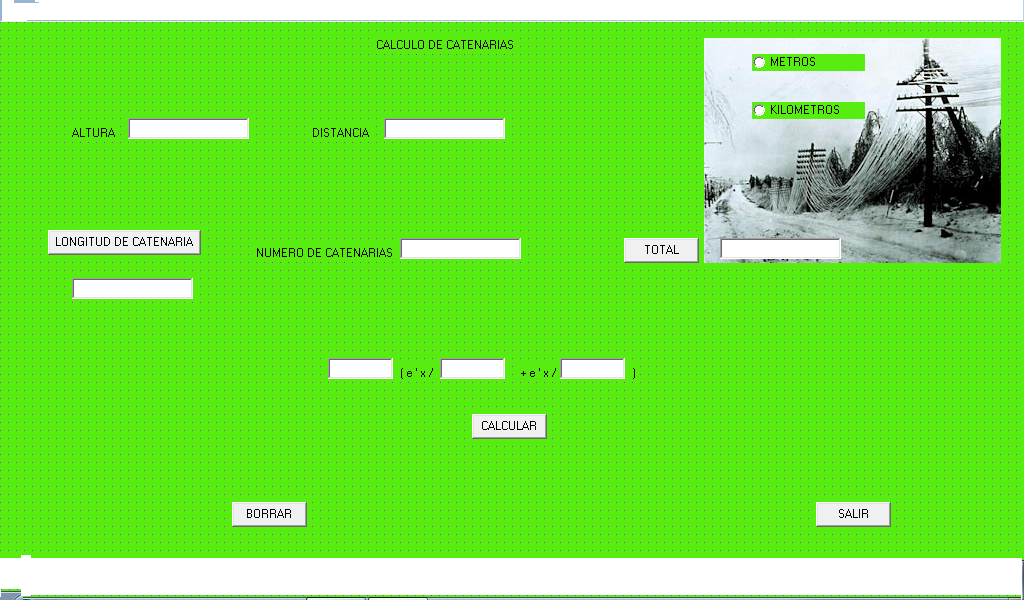 CALCULO DE CATENARIAS
METROS
KILOMETROS
ALTURA
DISTANCIA
LONGITUD DE CATENARIA
NUMERO DE CATENARIAS
TOTAL
( e ' x / + e ' x / )
CALCULAR
BORRAR
SALIR